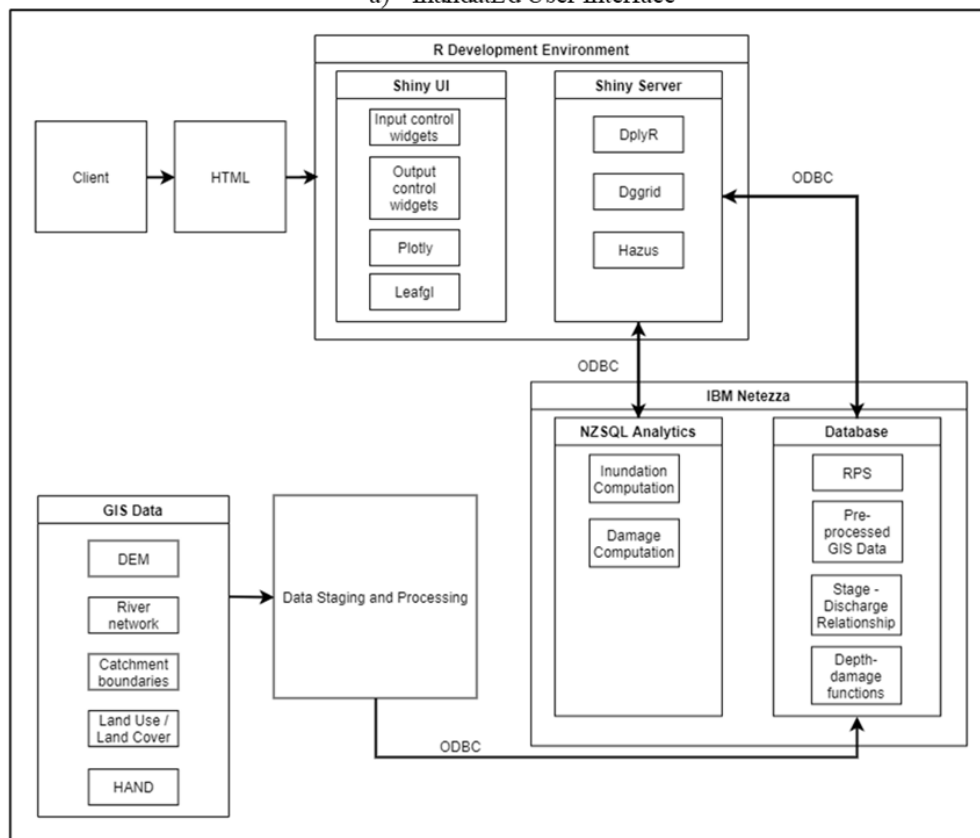 a) InundatEd User Interface
R Development Environment
Shiny UI
Input control
widgets
Output
control
widgets
Plotly
Leafgl
Shiny Server
DplyR
Dggrid
Hazus
Client
HTML
ODBC
ODBC
IBM Netezza
NZSQL Analytics
Inundation
Computation
Damage
Computation
Database
RPS
Pre-
processed
GIS Data
Stage -
Discharge
Relationship
Depth-
damage
functions
GIS Data
DEM
River
network
Catchment
boundaries
Land Use /
Land Cover
HAND
Data Staging and Processing
ODBC